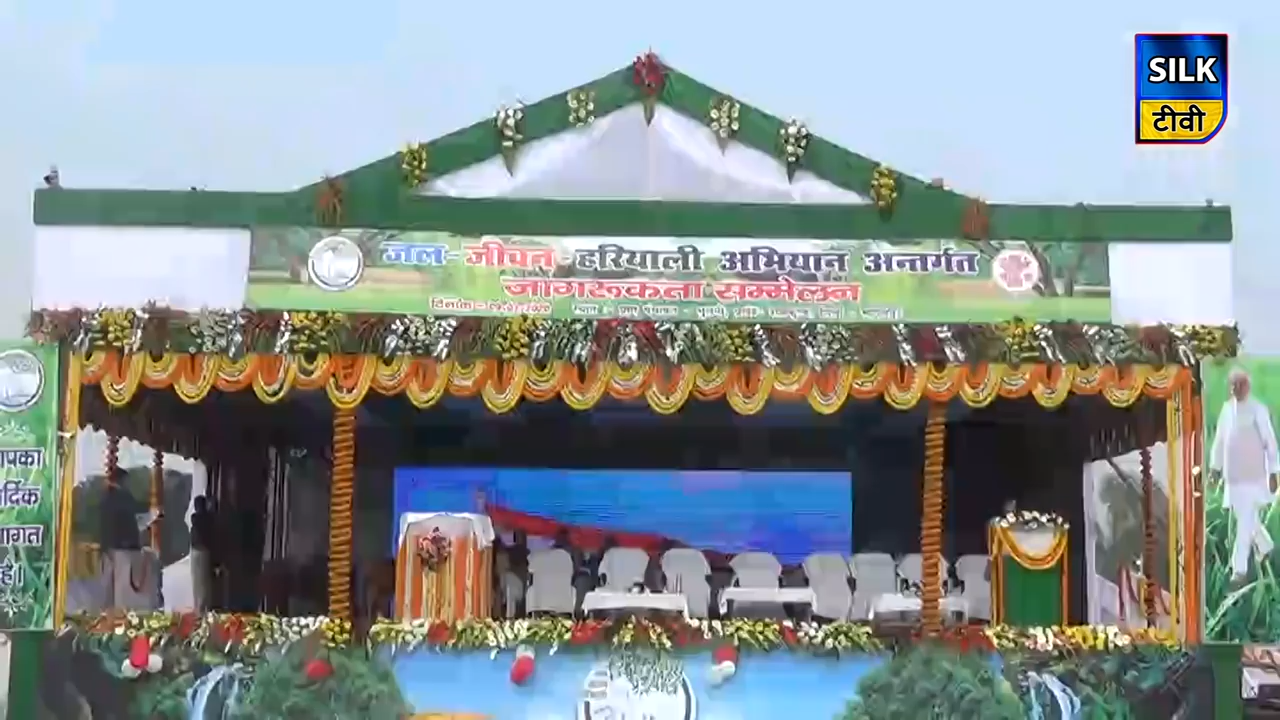 SILK
टीवी
जल-जीवन-हरियाली अभियान अन्तर्गत
जागरूकता सम्मेलन
दिनांक-
स्थान
आपका
हार्दिक
स्वागत
है।